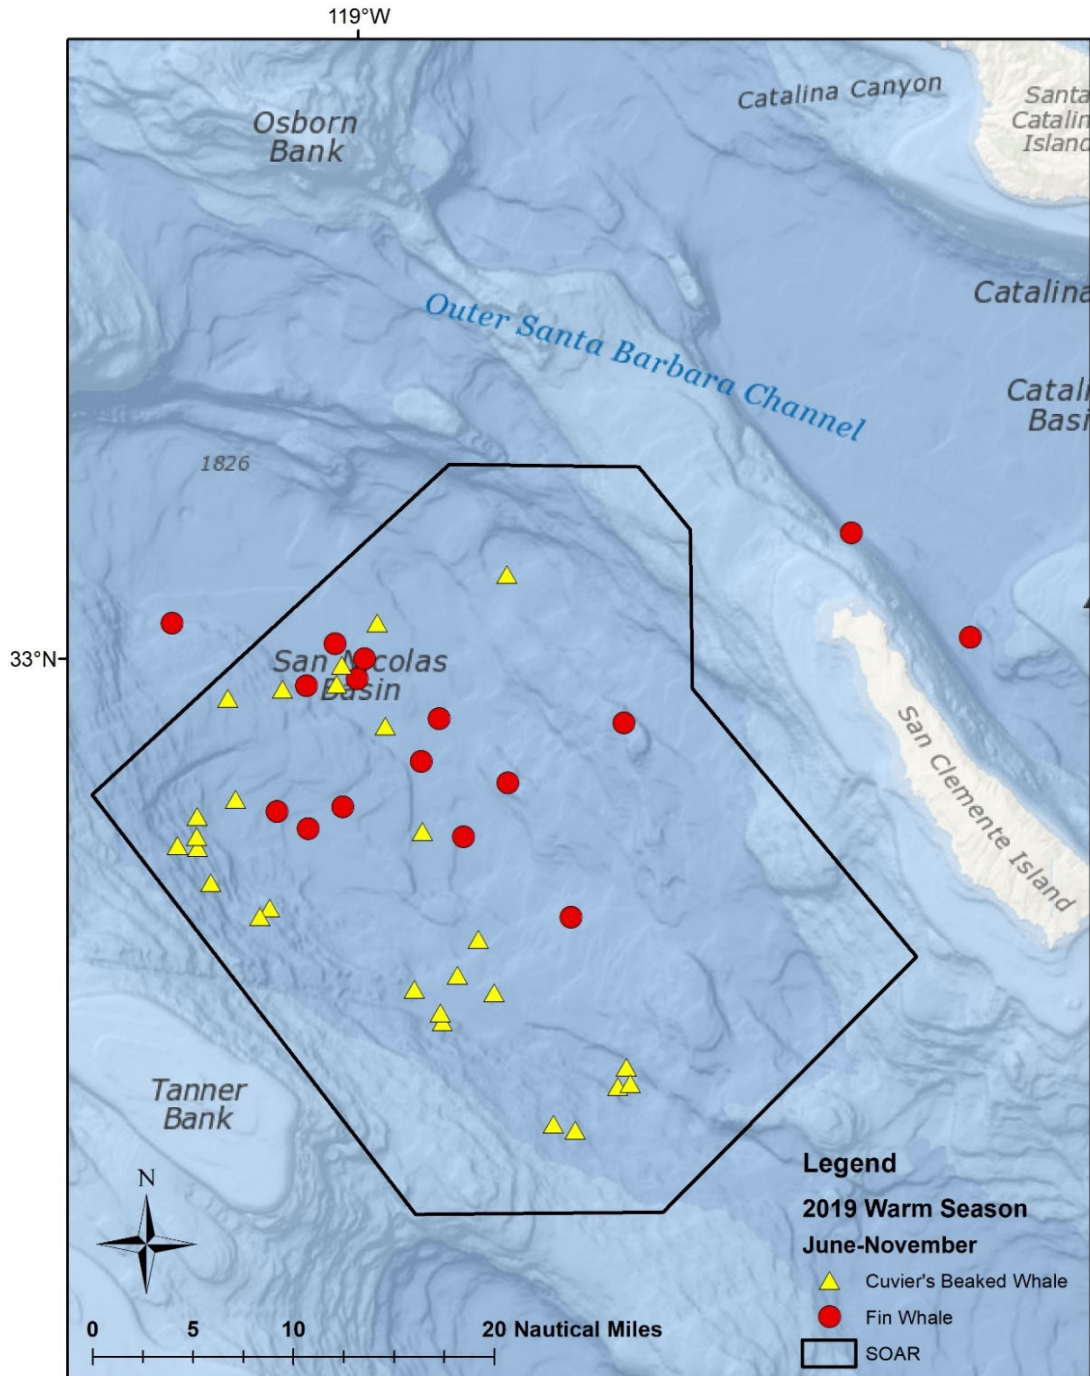 119°W
Catalina Canyon
Santa
Catalin
Island
Osborn
Bank
Catalina
Outer Santa Barbara Channel
Catali
Basi
1826
33°N
San Nicolas
Basin
San Clemente Island
Tanner
Bank
N
Legend
2019 Warm Season
June-November
Cuvier's Beaked Whale
Fin Whale
SOAR
0 5 10 20 Nautical Miles